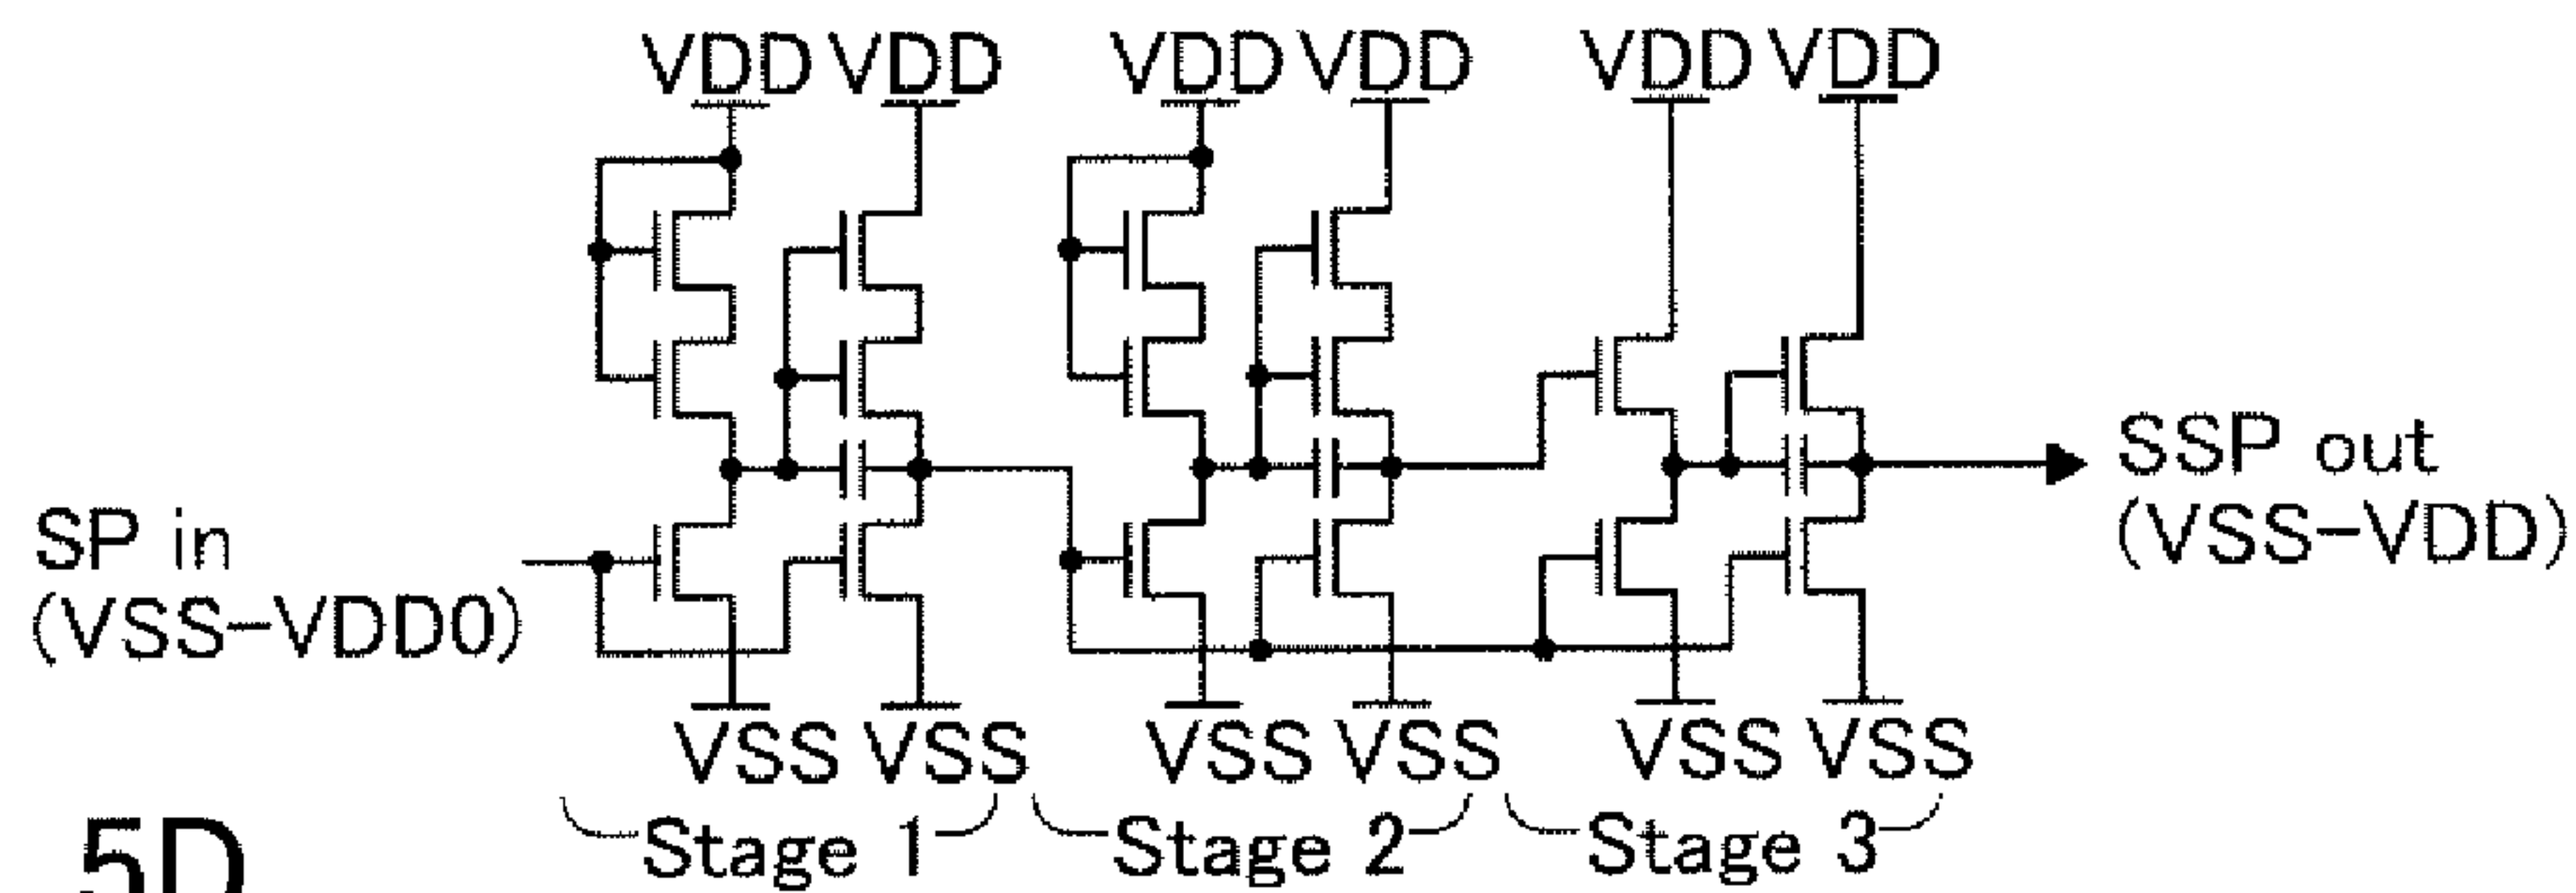 VDD VDD VDD VDD VDD VDD
SP in
(VSS-VDD0)
SSP out
(VSS-VDD)
VSS VSS VSS VSS VSS VSS
Stage 1 Stage 2 Stage 3
5D